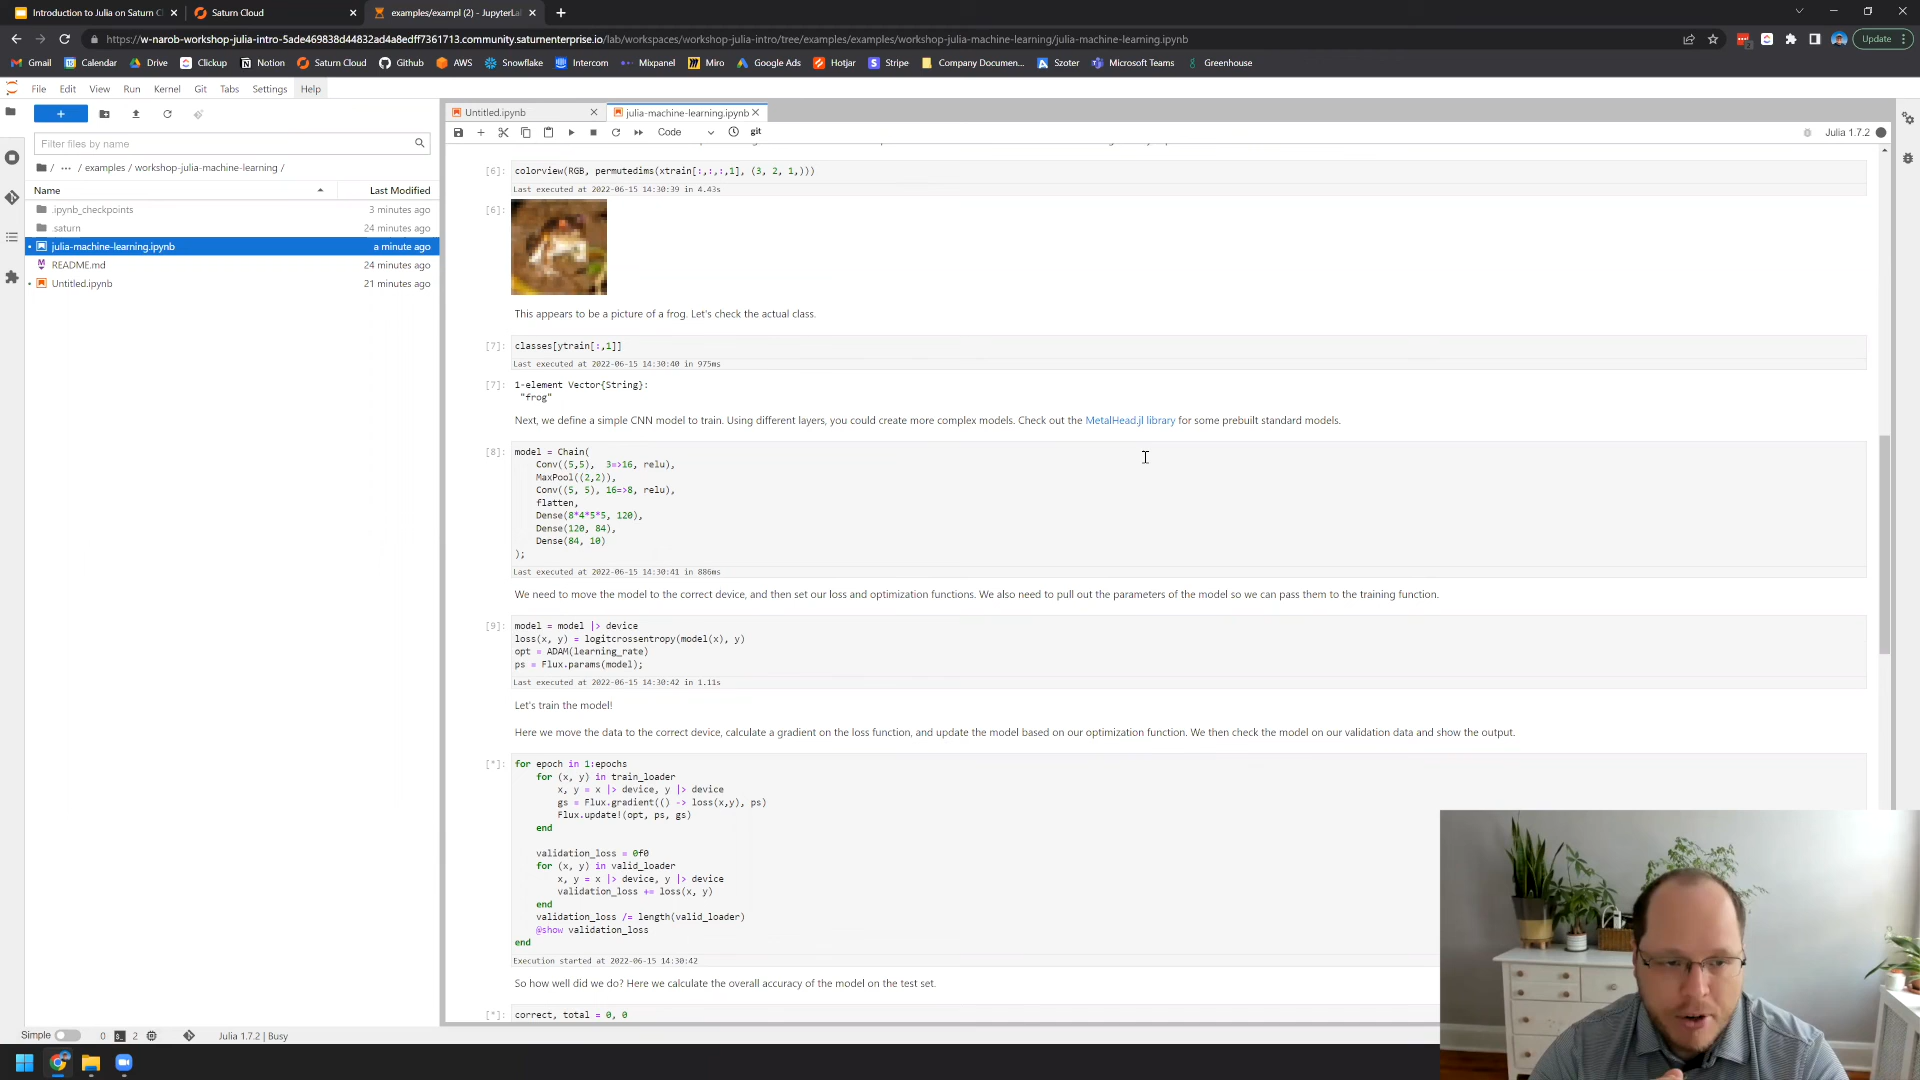 Introduction to Julia on Saturn C
Saturn Cloud
examples/exampl (2) - JupyterLa
https://w-narob-workshop-julia-intro-5ade469838d44832ad4a8edff7361713.community.saturnenterprise.io/lab/workspaces/workshop-julia-intro/tree/examples/examples/workshop-julia-machine-learning/julia-machine-learning.ipynb
Update
Gmail Calendar Drive Clickup Notion Saturn Cloud Github AWS Snowflake Intercom Mixpanel Miro Google Ads Hotjar Stripe Company Documen... Szoter Microsoft Teams Greenhouse
File Edit View Run Kernel Git Tabs Settings Help
Untitled.ipynb
julia-machine-learning.ipynb
Code
git
Julia 1.7.2
Filter files by name
/ ... / examples / workshop-julia-machine-learning /
Name Last Modified
.ipynb_checkpoints 3 minutes ago
.saturn 24 minutes ago
julia-machine-learning.ipynb a minute ago
README.md 24 minutes ago
Untitled.ipynb 21 minutes ago
[6]: colorview(RGB, permutedims(xtrain[:,:,:,1], (3, 2, 1,)))
Last executed at 2022-06-15 14:30:39 in 4.43s
[6]:
This appears to be a picture of a frog. Let's check the actual class.
[7]: classes[ytrain[:,1]]
Last executed at 2022-06-15 14:30:40 in 975ms
[7]: 1-element Vector{String}:
"frog"
Next, we define a simple CNN model to train. Using different layers, you could create more complex models. Check out the MetalHead.jl library for some prebuilt standard models.
[8]: model = Chain(
Conv((5,5), 3=>16, relu),
MaxPool((2,2)),
Conv((5, 5), 16=>8, relu),
flatten,
Dense(8*4*5*5, 120),
Dense(120, 84),
Dense(84, 10)
);
Last executed at 2022-06-15 14:30:41 in 886ms
We need to move the model to the correct device, and then set our loss and optimization functions. We also need to pull out the parameters of the model so we can pass them to the training function.
[9]: model = model |> device
loss(x, y) = logitcrossentropy(model(x), y)
opt = ADAM(learning_rate)
ps = Flux.params(model);
Last executed at 2022-06-15 14:30:42 in 1.11s
Let's train the model!
Here we move the data to the correct device, calculate a gradient on the loss function, and update the model based on our optimization function. We then check the model on our validation data and show the output.
[*]: for epoch in 1:epochs
for (x, y) in train_loader
x, y = x |> device, y |> device
gs = Flux.gradient(() -> loss(x,y), ps)
Flux.update!(opt, ps, gs)
end
validation_loss = 0f0
for (x, y) in valid_loader
x, y = x |> device, y |> device
validation_loss += loss(x, y)
end
validation_loss /= length(valid_loader)
@show validation_loss
end
Execution started at 2022-06-15 14:30:42
So how well did we do? Here we calculate the overall accuracy of the model on the test set.
[*]: correct, total = 0, 0
Simple 0 2 Julia 1.7.2 | Busy